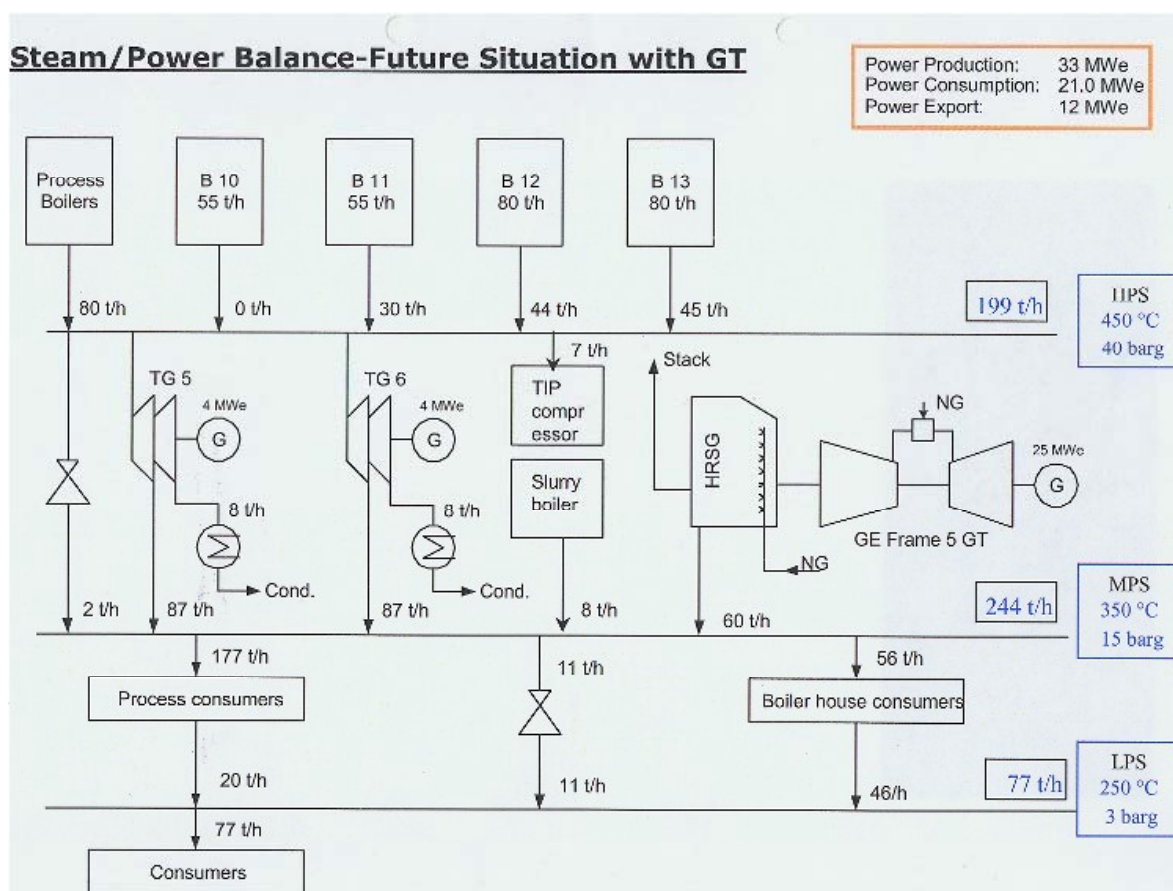 Steam/Power Balance-Future Situation with GT
Power Production: 33 MWe
Power Consumption: 21.0 MWe
Power Export: 12 MWe
Process
Boilers
B 10
55 t/h
B 11
55 t/h
B 12
80 t/h
B 13
80 t/h
80 t/h
0 t/h
30 t/h
44 t/h
45 t/h
199 t/h
HPS
450 °C
40 barg
7 t/h
Stack
TG 5
4 MWe
G
TG 6
4 MWe
G
TIP
compr
essor
HRSG
NG
25 MWe
G
GE Frame 5 GT
Slurry
boiler
8 t/h
8 t/h
NG
Cond.
Cond.
2 t/h
87 t/h
87 t/h
8 t/h
60 t/h
244 t/h
MPS
350 °C
15 barg
177 t/h
11 t/h
56 t/h
Process consumers
Boiler house consumers
20 t/h
11 t/h
46/h
77 t/h
LPS
250 °C
3 barg
77 t/h
Consumers